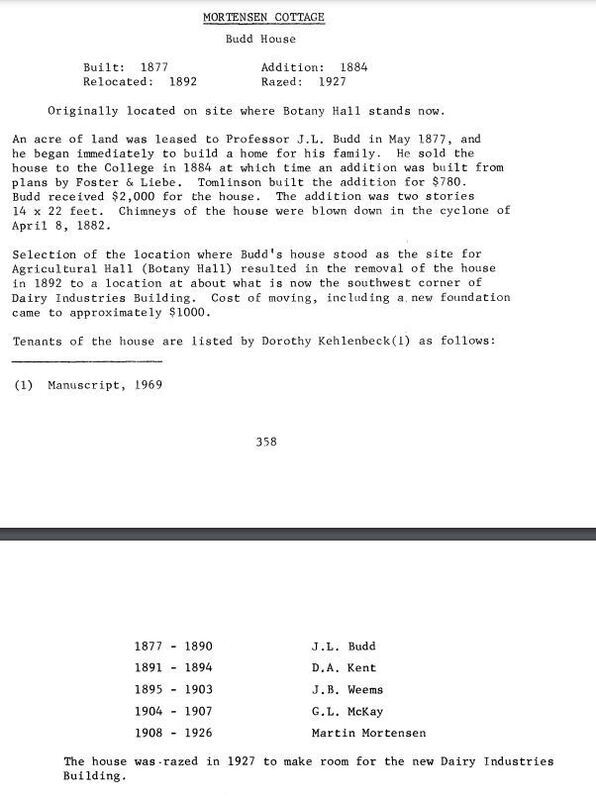 MORTENSEN COTTAGE
Budd House
Built: 1877 Addition: 1884
Relocated: 1892 Razed: 1927
Originally located on site where Botany Hall stands now.
An acre of land was leased to Professor J.L. Budd in May 1877, and
he began immediately to build a home for his family. He sold the
house to the College in 1884 at which time an addition was built from
plans by Foster & Liebe. Tomlinson built the addition for $780.
Budd received $2,000 for the house. The addition was two stories
14 x 22 feet. Chimneys of the house were blown down in the cyclone of
April 8, 1882.
Selection of the location where Budd's house stood as the site for
Agricultural Hall (Botany Hall) resulted in the removal of the house
in 1892 to a location at about what is now the southwest corner of
Dairy Industries Building. Cost of moving, including a new foundation
came to approximately $1000.
Tenants of the house are listed by Dorothy Kehlenbeck(1) as follows:
(1) Manuscript, 1969
358
1877 - 1890 J.L. Budd
1891 - 1894 D.A. Kent
1895 - 1903 J.B. Weems
1904 - 1907 G.L. McKay
1908 - 1926 Martin Mortensen
The house was razed in 1927 to make room for the new Dairy Industries
Building.